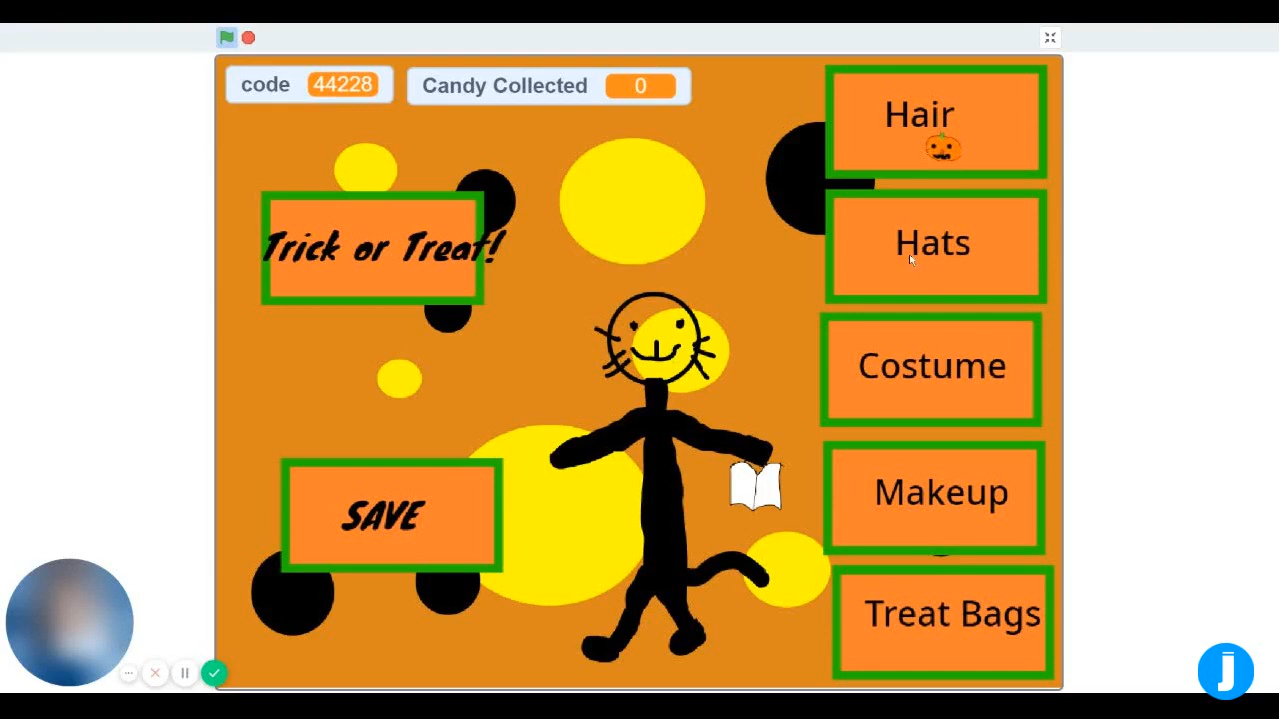 code 44228
Candy Collected 0
Hair
Trick or Treat!
Hats
Costume
SAVE
Makeup
Treat Bags
J